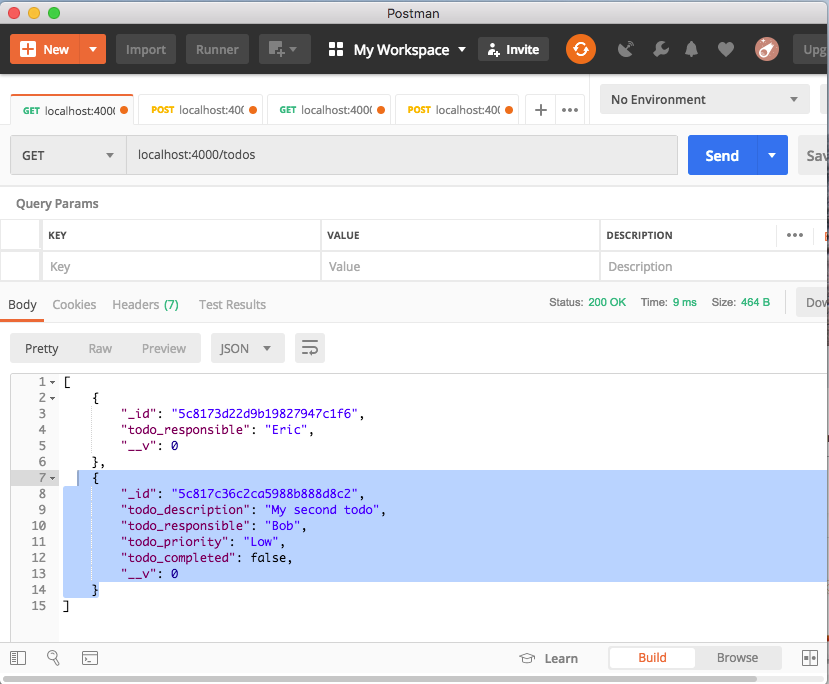 Postman
New Import Runner My Workspace Invite Upg
GET localhost:400 POST localhost:40 GET localhost:400 POST localhost:40 + ••• No Environment
GET localhost:4000/todos Send Sav
Query Params
KEY VALUE DESCRIPTION •••
Key Value Description
Body Cookies Headers (7) Test Results Status: 200 OK Time: 9 ms Size: 464 B Dow
Pretty Raw Preview JSON
1 [
2 {
3 "_id": "5c8173d22d9b19827947c1f6",
4 "todo_responsible": "Eric",
5 "__v": 0
6 },
7 {
8 "_id": "5c817c36c2ca5988b888d8c2",
9 "todo_description": "My second todo",
10 "todo_responsible": "Bob",
11 "todo_priority": "Low",
12 "todo_completed": false,
13 "__v": 0
14 }
15 ]
Learn Build Browse